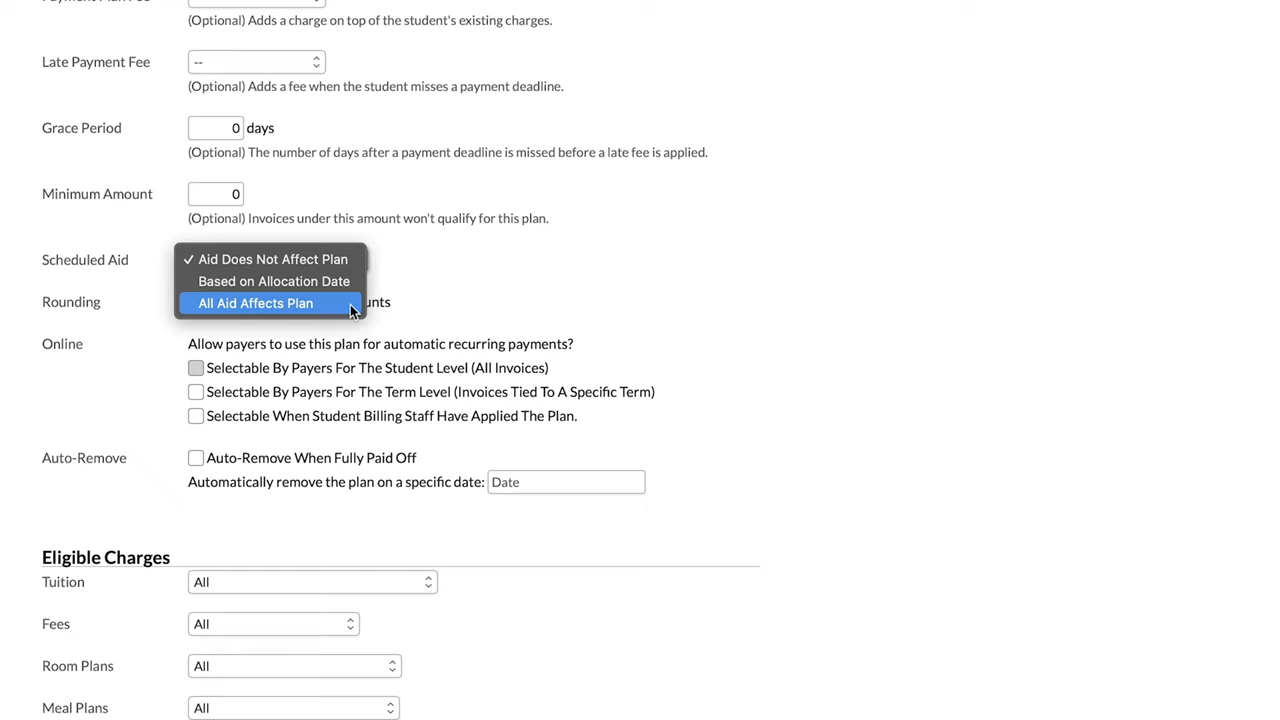 (Optional) Adds a charge on top of the student's existing charges.
Late Payment Fee
--
(Optional) Adds a fee when the student misses a payment deadline.
Grace Period
0 days
(Optional) The number of days after a payment deadline is missed before a late fee is applied.
Minimum Amount
0
(Optional) Invoices under this amount won't qualify for this plan.
Scheduled Aid
✓ Aid Does Not Affect Plan
Based on Allocation Date
All Aid Affects Plan
Rounding
Online
Allow payers to use this plan for automatic recurring payments?
Selectable By Payers For The Student Level (All Invoices)
Selectable By Payers For The Term Level (Invoices Tied To A Specific Term)
Selectable When Student Billing Staff Have Applied The Plan.
Auto-Remove
Auto-Remove When Fully Paid Off
Automatically remove the plan on a specific date: Date
Eligible Charges
Tuition
All
Fees
All
Room Plans
All
Meal Plans
All